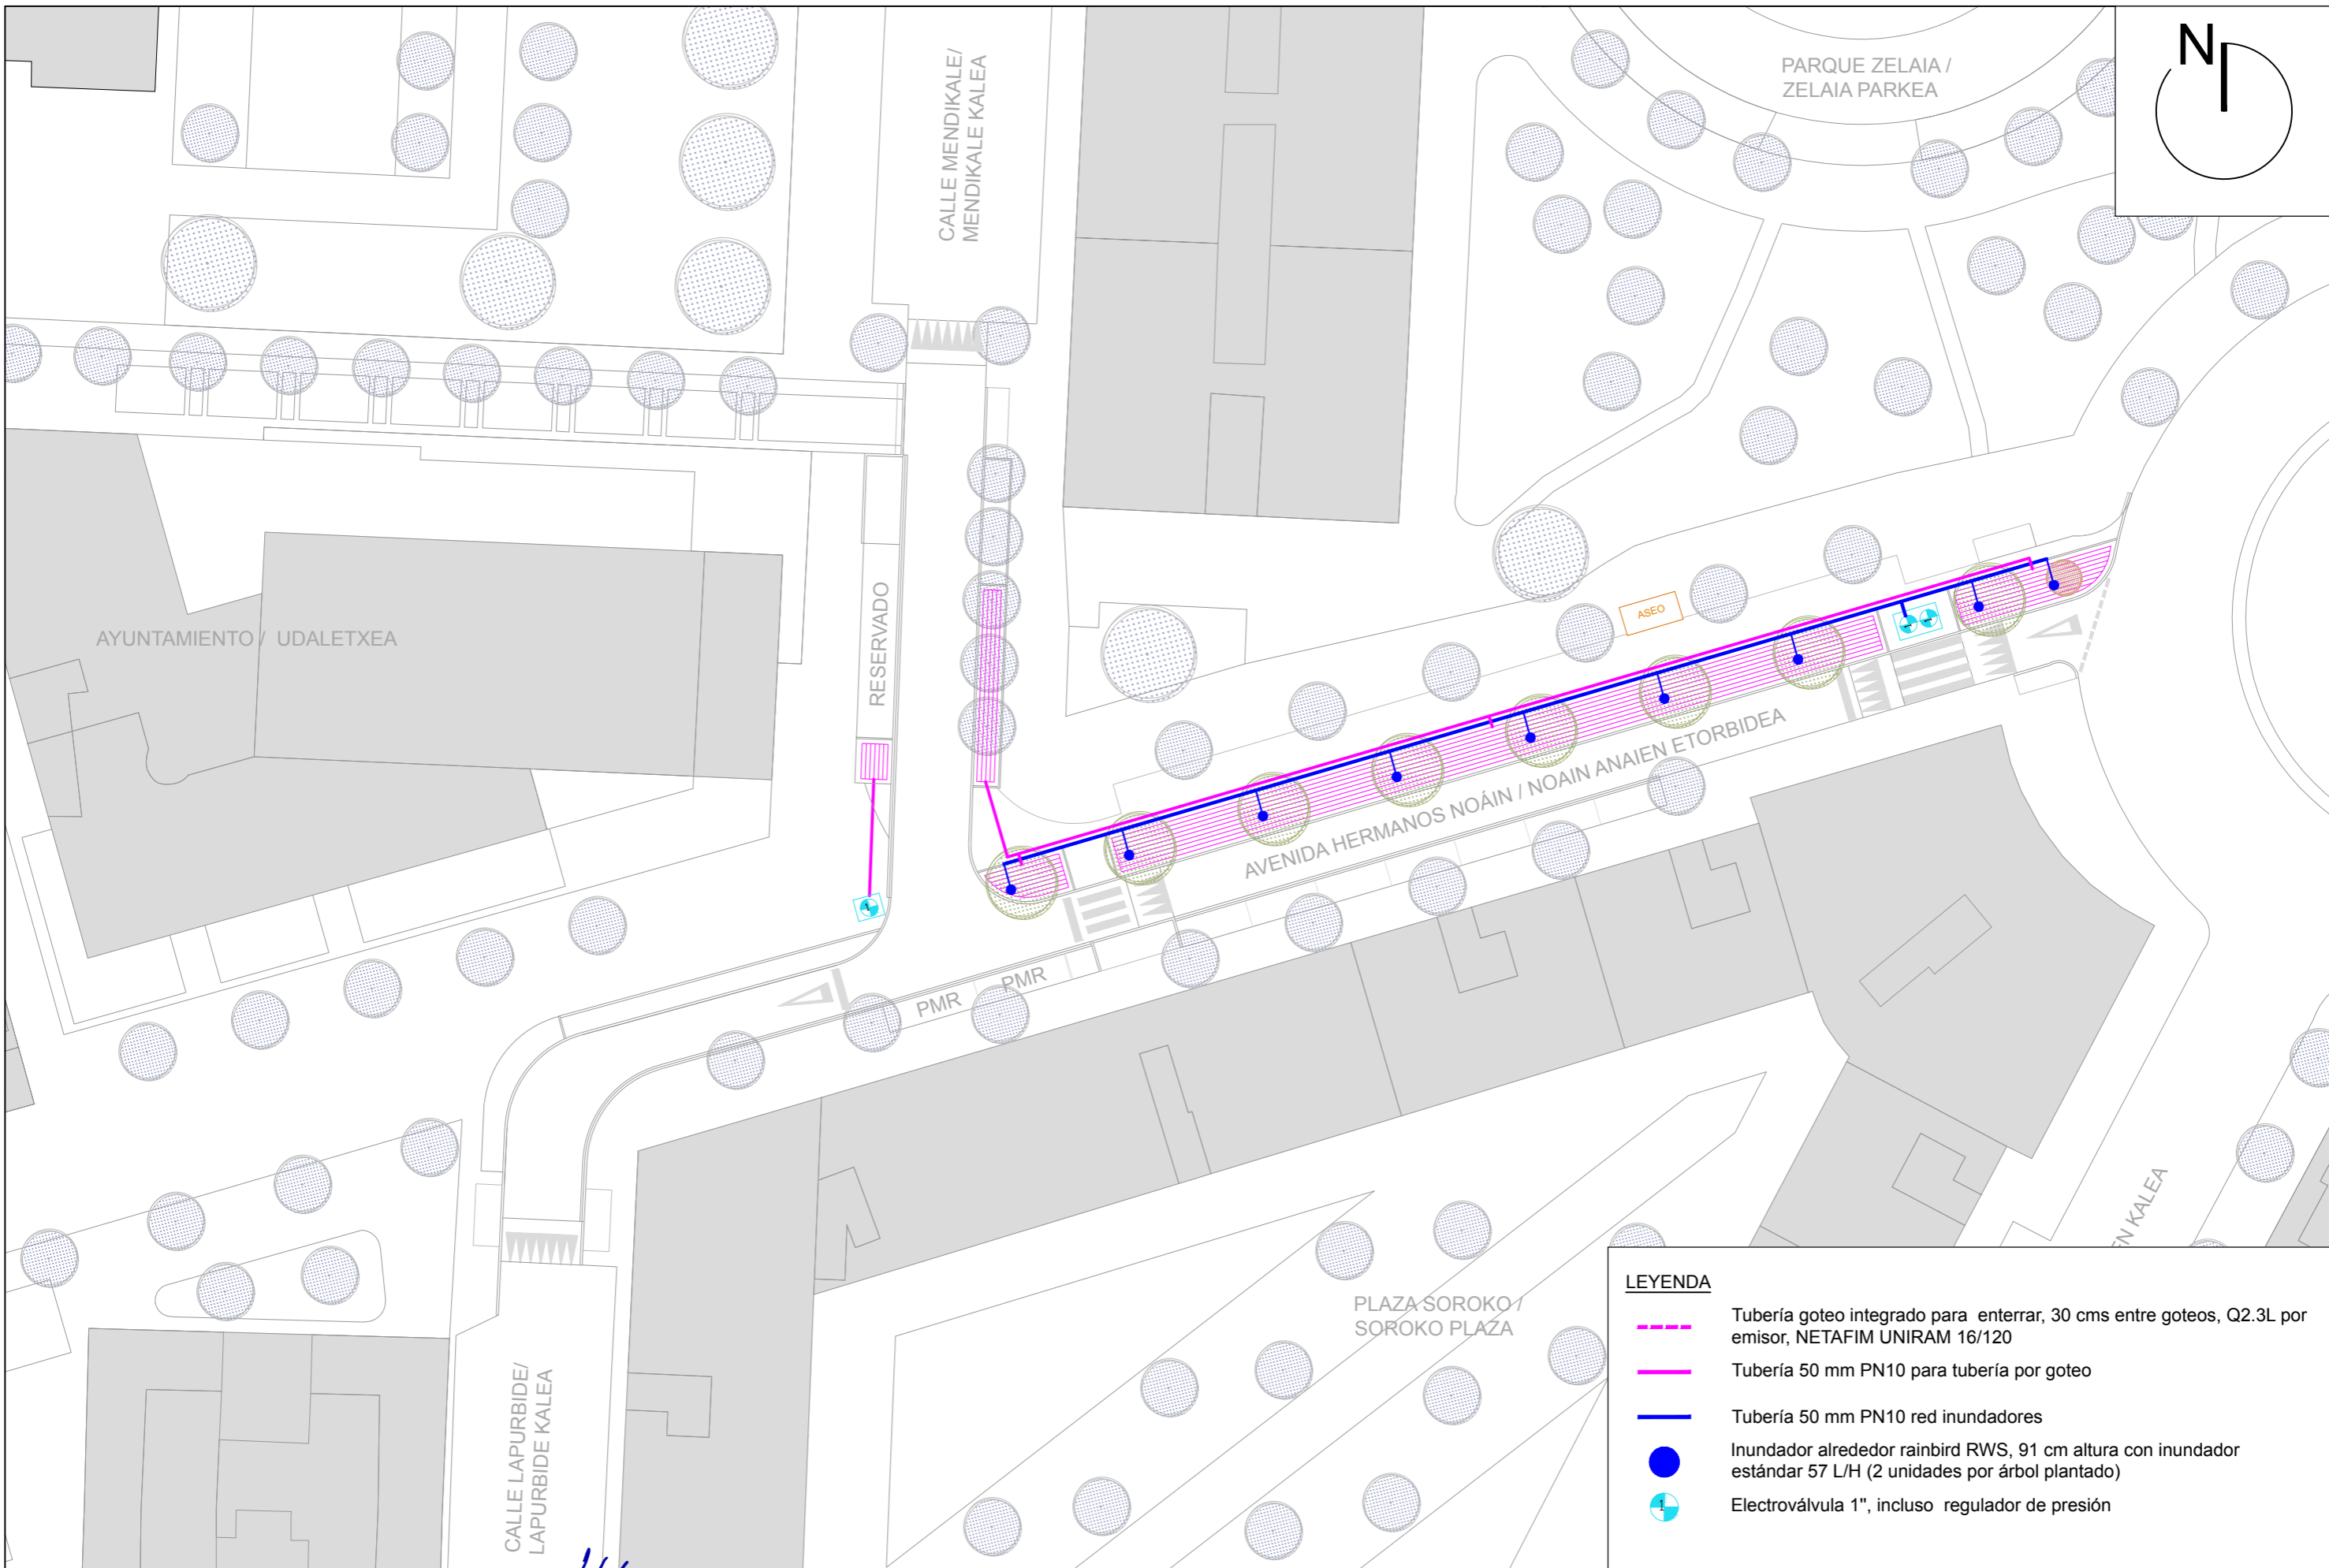 CALLE MENDIKALE/
MENDIKALE KALEA
PARQUE ZELAIA /
ZELAIA PARKEA
N
AYUNTAMIENTO / UDALETXEA
RESERVADO
ASEO
AVENIDA HERMANOS NOÁIN / NOAIN ANAIEN ETORBIDEA
1
PMR
PMR
PLAZA SOROKO /
SOROKO PLAZA
CALLE LAPURBIDE/
LAPURBIDE KALEA
EN KALEA
LEYENDA
Tubería goteo integrado para enterrar, 30 cms entre goteos, Q2.3L por
emisor, NETAFIM UNIRAM 16/120
Tubería 50 mm PN10 para tubería por goteo
Tubería 50 mm PN10 red inundadores
Inundador alrededor rainbird RWS, 91 cm altura con inundador
estándar 57 L/H (2 unidades por árbol plantado)
1
Electroválvula 1", incluso regulador de presión